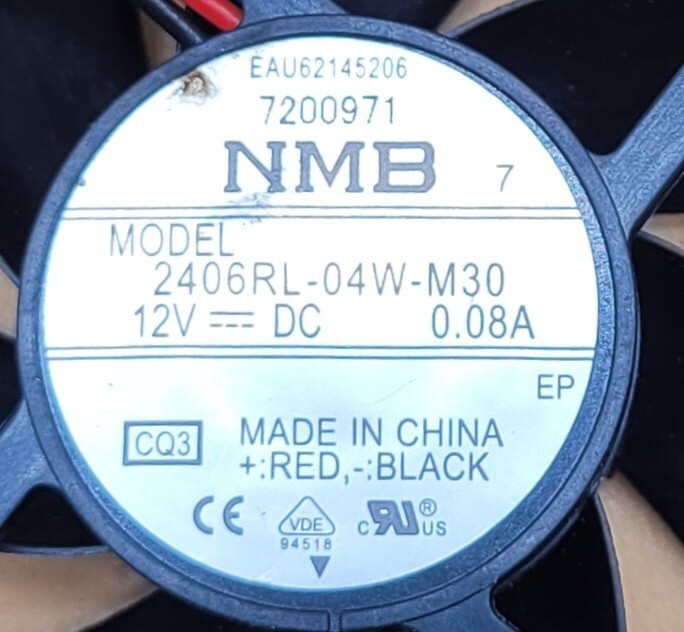 EAU62145206
7200971
NMB 7
MODEL
2406RL-04W-M30
12V ⎓ DC 0.08A
EP
CQ3 MADE IN CHINA
+:RED,-:BLACK
CE VDE c RU® US
94518